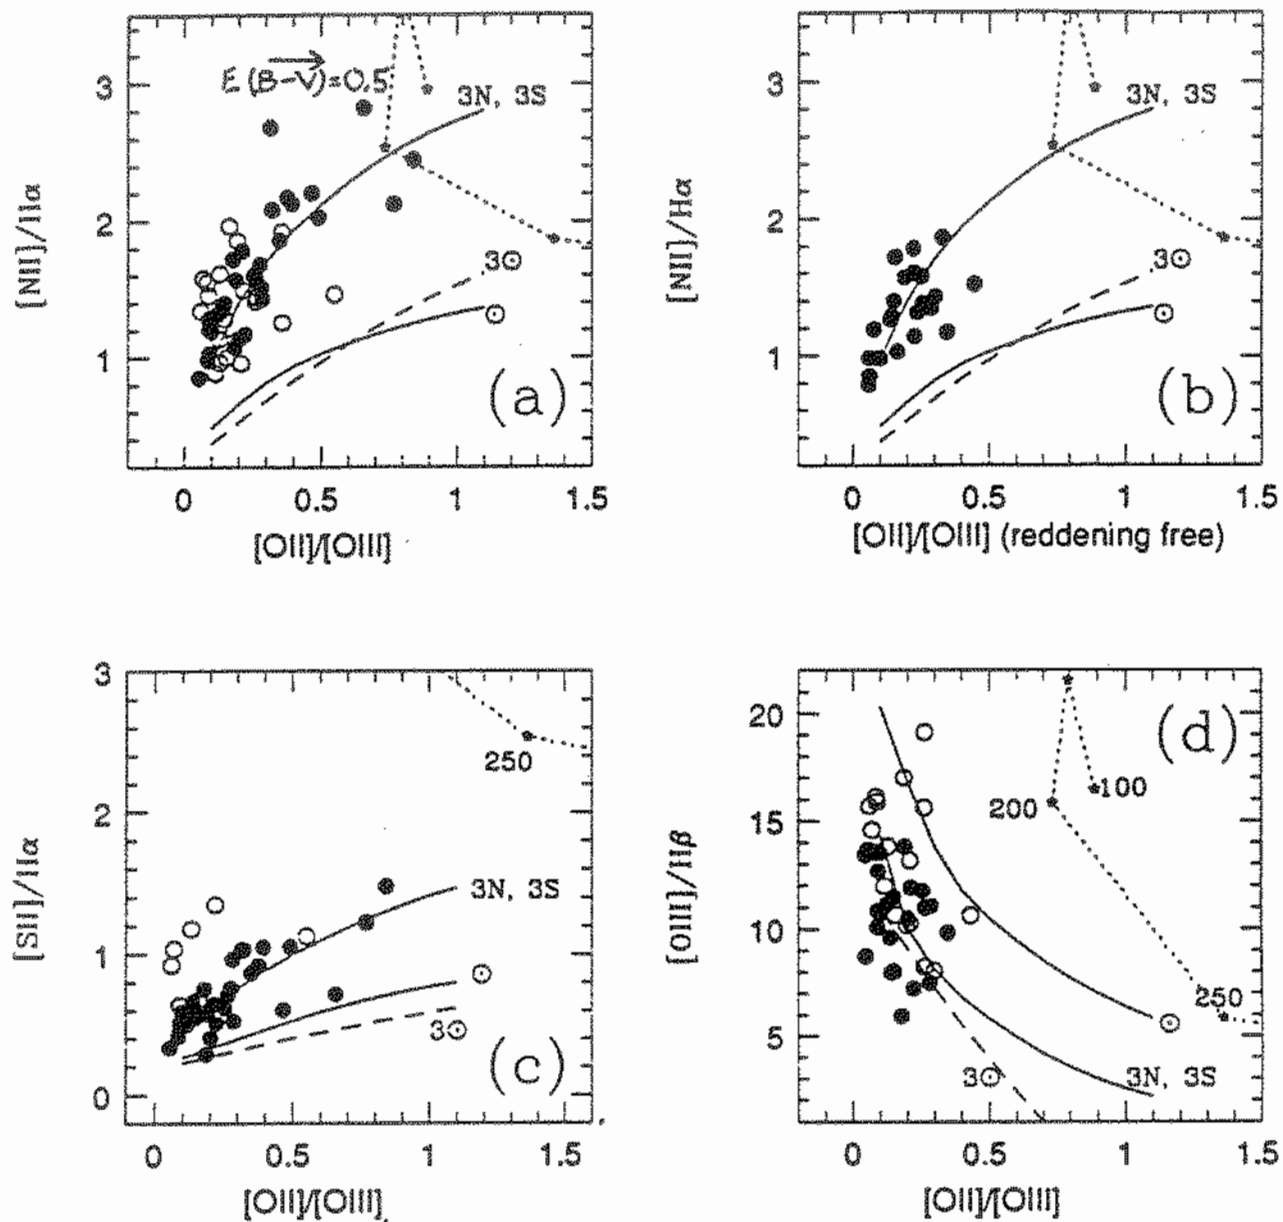 E(B-V)=0.5
3N, 3S
3⊙
⊙
(a)
3
2
1
[NII]/Hα
0 0.5 1 1.5
[OII]/[OIII]
3N, 3S
3⊙
⊙
(b)
3
2
1
[NII]/Hα
0 0.5 1 1.5
[OII]/[OIII] (reddening free)
250
3N, 3S
⊙
3⊙
(c)
3
2
1
0
[SII]/Hα
0 0.5 1 1.5
[OII]/[OIII]
(d)
100
200
250
⊙
3⊙
3N, 3S
20
15
10
5
[OIII]/Hβ
0 0.5 1 1.5
[OII]/[OIII]